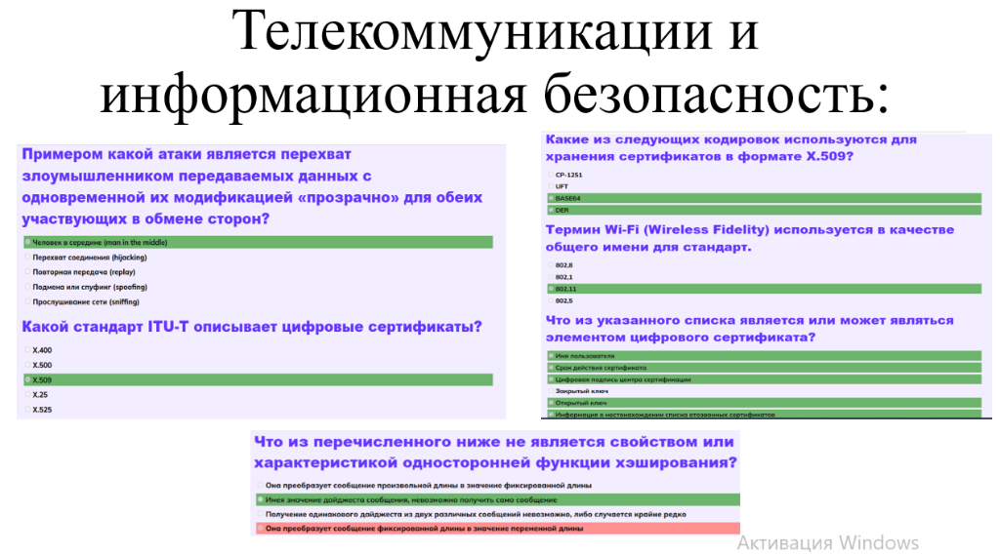 Телекоммуникации и
информационная безопасность:
Примером какой атаки является перехват
злоумышленником передаваемых данных с
одновременной их модификацией «прозрачно» для обеих
участвующих в обмене сторон?
Человек в середине (man in the middle)
Перехват соединения (hijacking)
Повторная передача (replay)
Подмена или спуфинг (spoofing)
Прослушивание сети (sniffing)
Какой стандарт ITU-T описывает цифровые сертификаты?
X.400
X.500
X.509
X.25
X.525
Какие из следующих кодировок используются для
хранения сертификатов в формате X.509?
CP-1251
UFT
BASE64
DER
Термин Wi-Fi (Wireless Fidelity) используется в качестве
общего имени для стандарт.
802.8
802.1
802.11
802.5
Что из указанного списка является или может являться
элементом цифрового сертификата?
Имя пользователя
Срок действия сертификата
Цифровая подпись центра сертификации
Закрытый ключ
Открытый ключ
Информация о местонахождении списка отозванных сертификатов
Что из перечисленного ниже не является свойством или
характеристикой односторонней функции хэширования?
Она преобразует сообщение произвольной длины в значение фиксированной длины
Имея значение дайджеста сообщения, невозможно получить само сообщение
Получение одинакового дайджеста из двух различных сообщений невозможно, либо случается крайне редко
Она преобразует сообщение фиксированной длины в значение переменной длины
Активация Windows